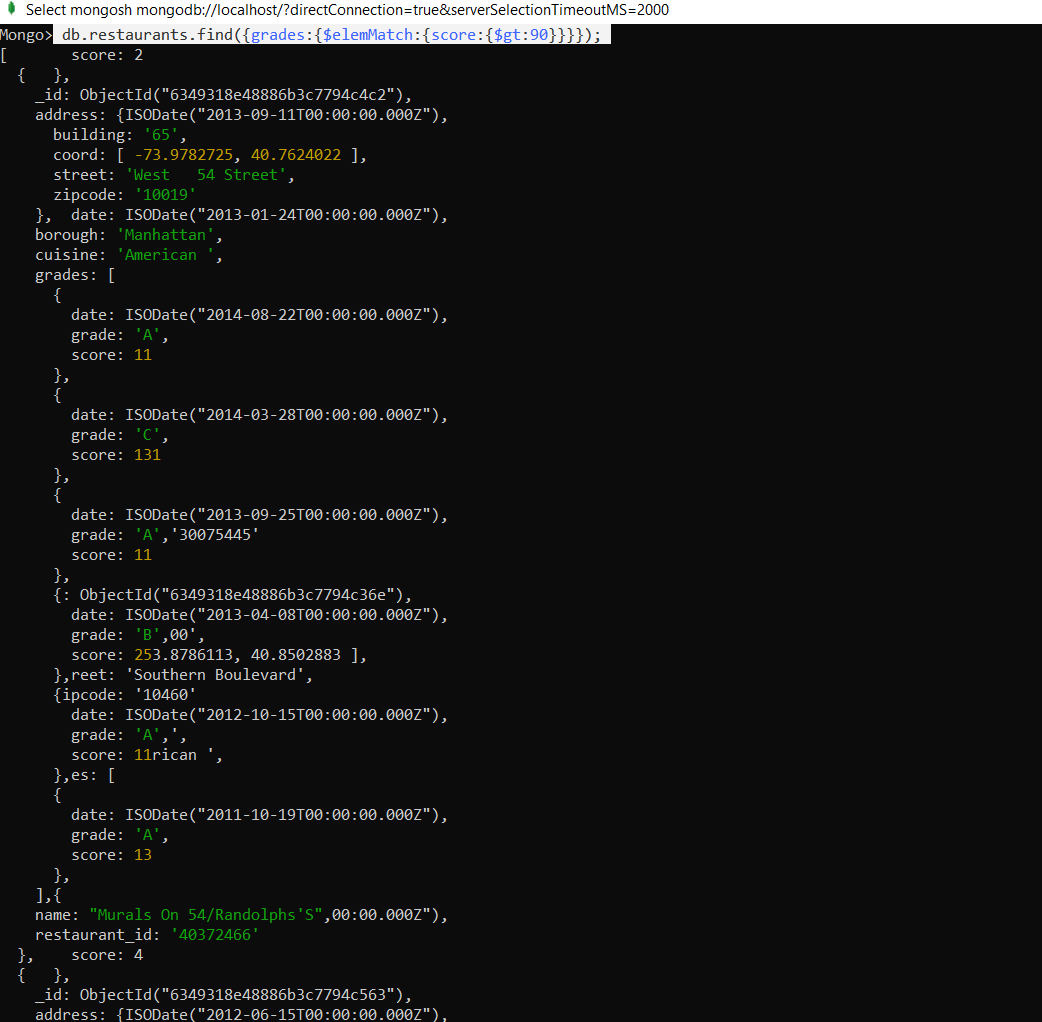 Select mongosh mongodb://localhost/?directConnection=true&serverSelectionTimeoutMS=2000
Mongo> db.restaurants.find({grades:{$elemMatch:{score:{$gt:90}}}});
[       score: 2
  {   },
    _id: ObjectId("6349318e48886b3c7794c4c2"),
    address: {ISODate("2013-09-11T00:00:00.000Z"),
      building: '65',
      coord: [ -73.9782725, 40.7624022 ],
      street: 'West   54 Street',
      zipcode: '10019'
    },  date: ISODate("2013-01-24T00:00:00.000Z"),
    borough: 'Manhattan',
    cuisine: 'American ',
    grades: [
      {
        date: ISODate("2014-08-22T00:00:00.000Z"),
        grade: 'A',
        score: 11
      },
      {
        date: ISODate("2014-03-28T00:00:00.000Z"),
        grade: 'C',
        score: 131
      },
      {
        date: ISODate("2013-09-25T00:00:00.000Z"),
        grade: 'A','30075445'
        score: 11
      },
      {: ObjectId("6349318e48886b3c7794c36e"),
        date: ISODate("2013-04-08T00:00:00.000Z"),
        grade: 'B',00',
        score: 253.8786113, 40.8502883 ],
      },reet: 'Southern Boulevard',
      {ipcode: '10460'
        date: ISODate("2012-10-15T00:00:00.000Z"),
        grade: 'A',',
        score: 11rican ',
      },es: [
      {
        date: ISODate("2011-10-19T00:00:00.000Z"),
        grade: 'A',
        score: 13
      },
    ],{
    name: "Murals On 54/Randolphs'S",00:00.000Z"),
    restaurant_id: '40372466'
  },    score: 4
  {   },
    _id: ObjectId("6349318e48886b3c7794c563"),
    address: {ISODate("2012-06-15T00:00:00.000Z"),